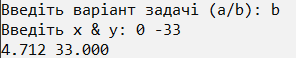 Введіть варіант задачі (a/b): b
Введіть x & y: 0 -33
4.712 33.000